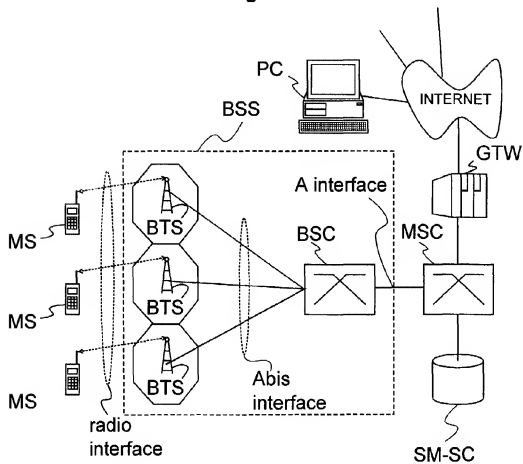 PC
INTERNET
BSS
GTW
A interface
BSC
MSC
MS
BTS
MS
BTS
MS
BTS
Abis
interface
radio
interface
SM-SC